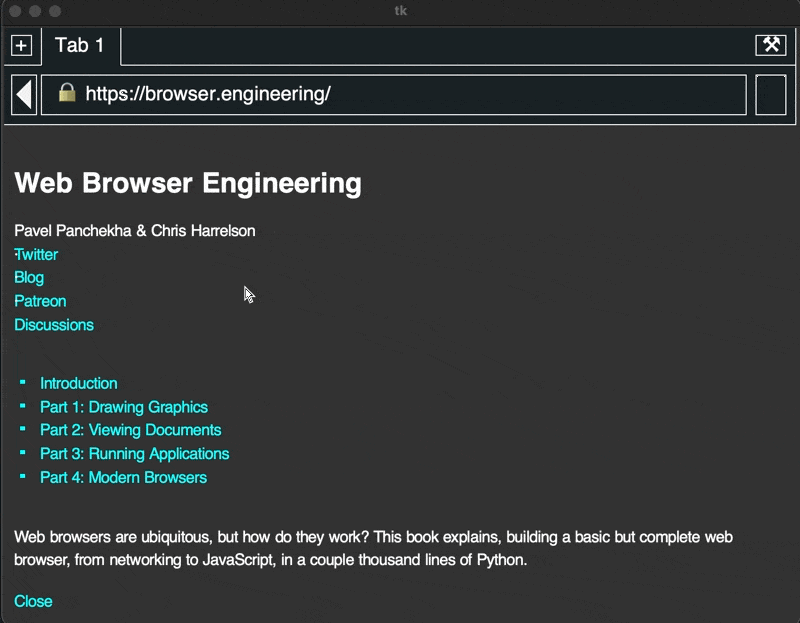 tk
Tab 1
https://browser.engineering/
Web Browser Engineering
Pavel Panchekha & Chris Harrelson
Twitter
Blog
Patreon
Discussions
Introduction
Part 1: Drawing Graphics
Part 2: Viewing Documents
Part 3: Running Applications
Part 4: Modern Browsers
Web browsers are ubiquitous, but how do they work? This book explains, building a basic but complete web
browser, from networking to JavaScript, in a couple thousand lines of Python.
Close